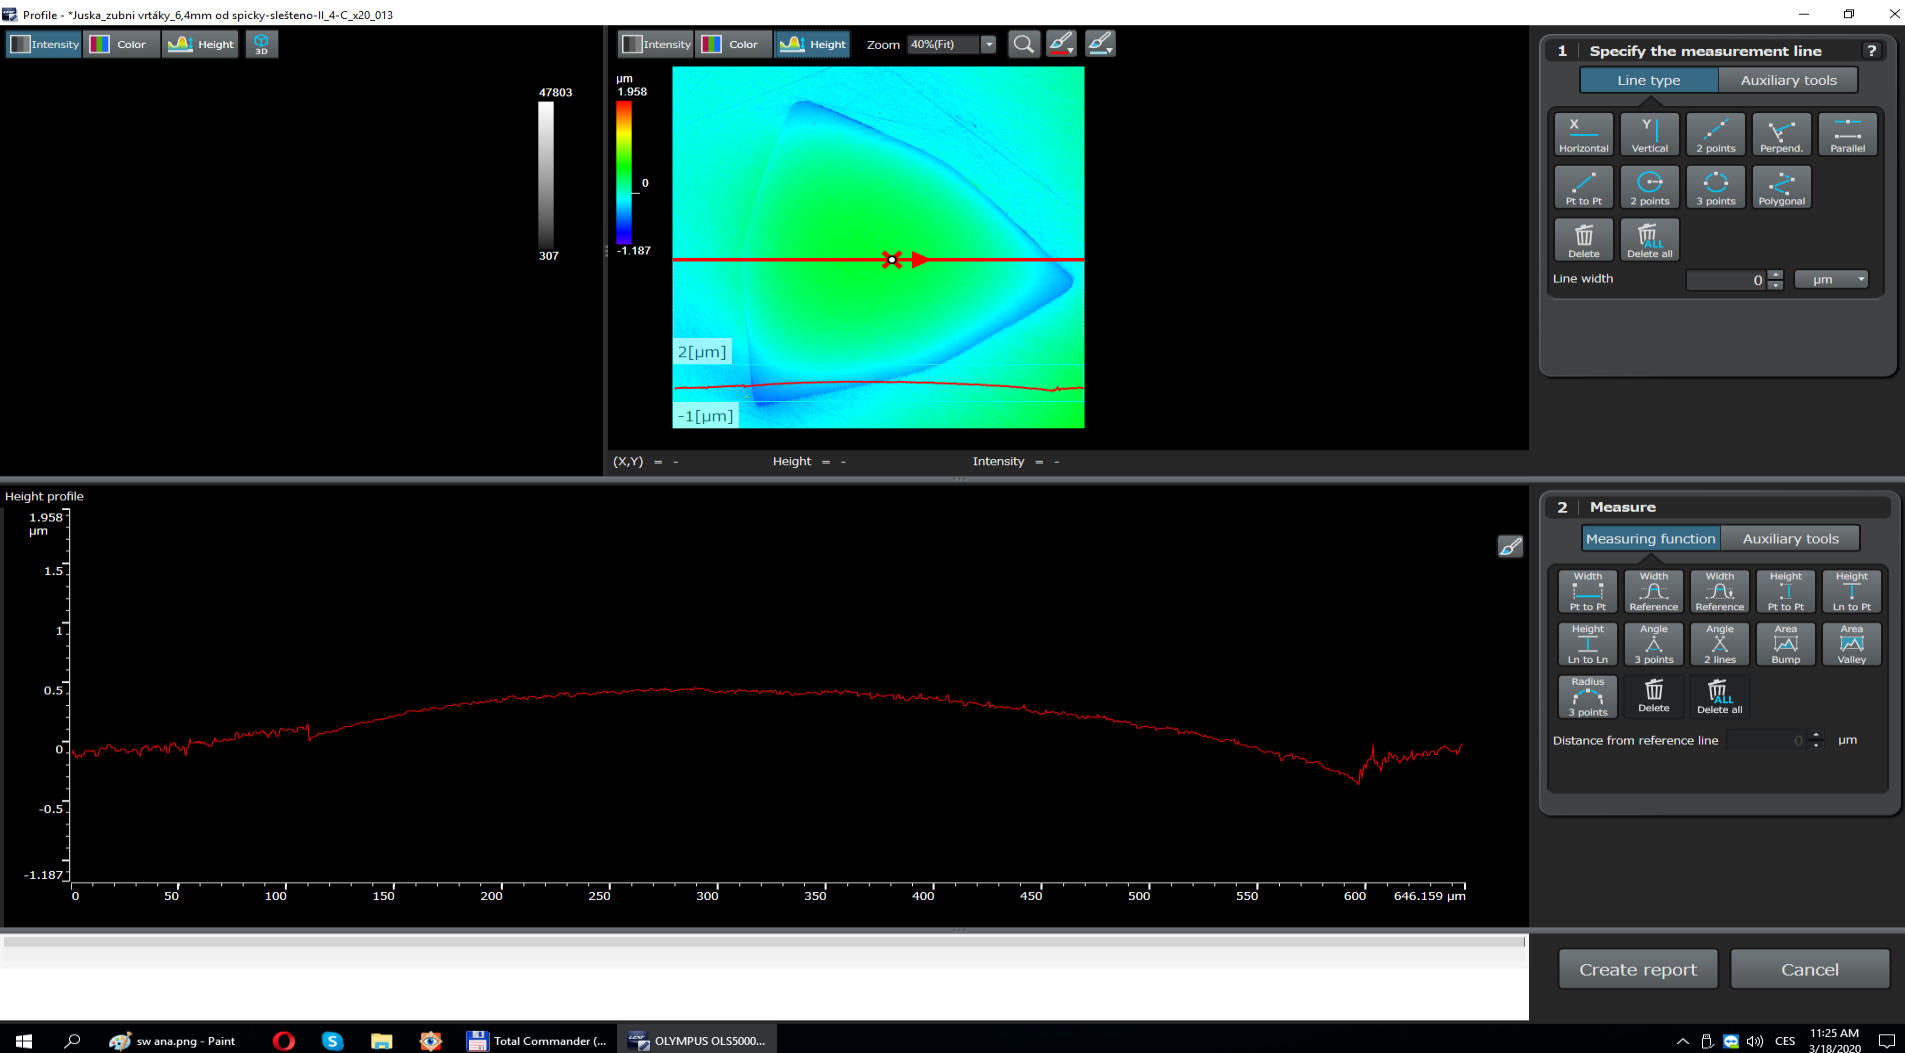 Profile - *Juska_zubni vrtáky_6,4mm od spicky-slešteno-II_4-C_x20_013
Intensity Color Height 3D
Intensity Color Height Zoom 40%(Fit)
47803
307
µm
1.958
0
-1.187
2[µm]
-1[µm]
(X,Y) = - Height = - Intensity = -
1 Specify the measurement line ?
Line type Auxiliary tools
X Horizontal Y Vertical 2 points Perpend. Parallel
Pt to Pt 2 points 3 points Polygonal
Delete ALL Delete all
Line width 0 µm
Height profile
1.958
µm
1.5
1
0.5
0
-0.5
-1.187
0 50 100 150 200 250 300 350 400 450 500 550 600 646.159 µm
2 Measure
Measuring function Auxiliary tools
Width Pt to Pt Width Reference Width Reference Height Pt to Pt Height Ln to Pt
Height Ln to Ln Angle 3 points Angle 2 lines Area Bump Area Valley
Radius 3 points Delete ALL Delete all
Distance from reference line 0 µm
Create report Cancel
sw ana.png - Paint Total Commander (... OLYMPUS OLS5000... CES 11:25 AM
3/18/2020